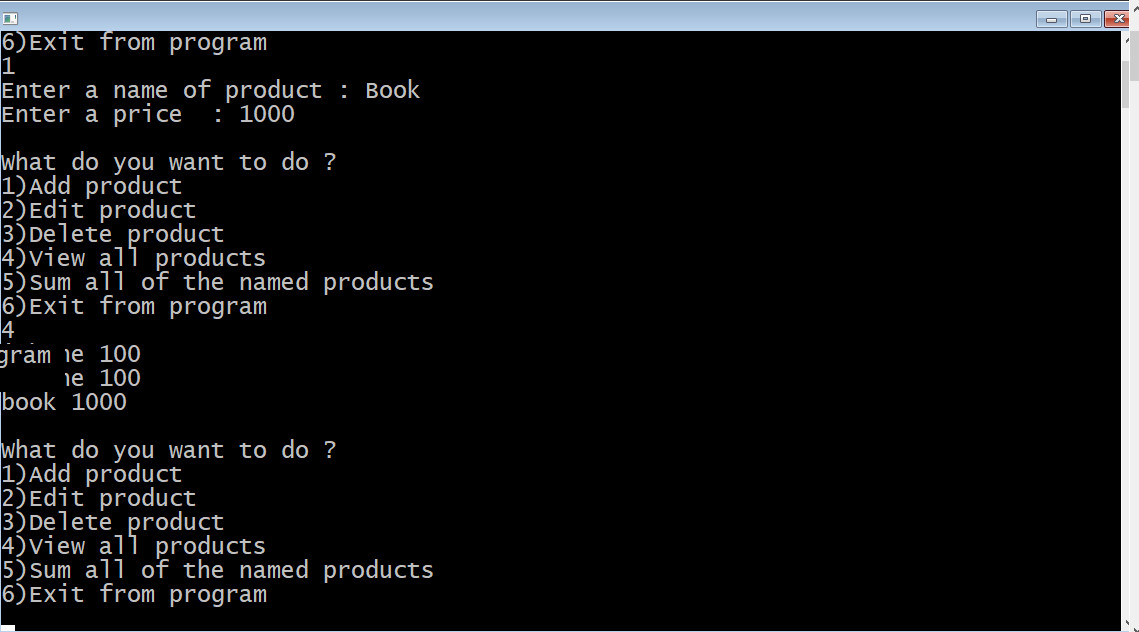 6)Exit from program
1
Enter a name of product : Book
Enter a price  : 1000
What do you want to do ?
1)Add product
2)Edit product
3)Delete product
4)View all products
5)Sum all of the named products
6)Exit from program
4
gram 100
100
book 1000
What do you want to do ?
1)Add product
2)Edit product
3)Delete product
4)View all products
5)Sum all of the named products
6)Exit from program